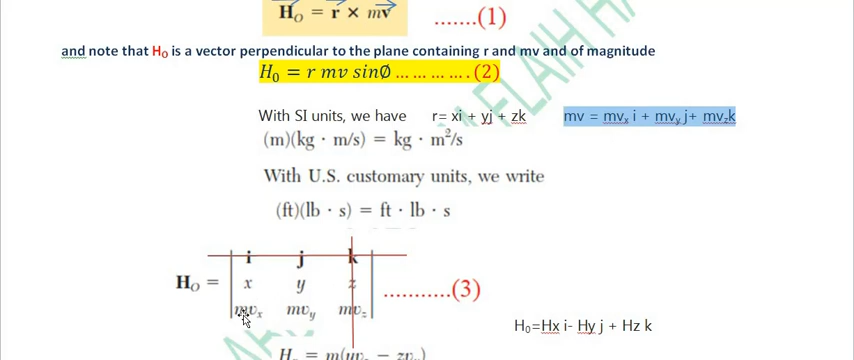 H_O = r × mv .......(1)
and note that H_O is a vector perpendicular to the plane containing r and mv and of magnitude
H_0 = r mv sinØ ... ... ... .... (2)
With SI units, we have r= xi + yj + zk mv = mv_x i + mv_y j+ mv_z k
(m)(kg · m/s) = kg · m²/s
With U.S. customary units, we write
(ft)(lb · s) = ft · lb · s
i j k
H_O = x y z ...........(3)
mv_x mv_y mv_z
H_0=Hx i- Hy j + Hz k